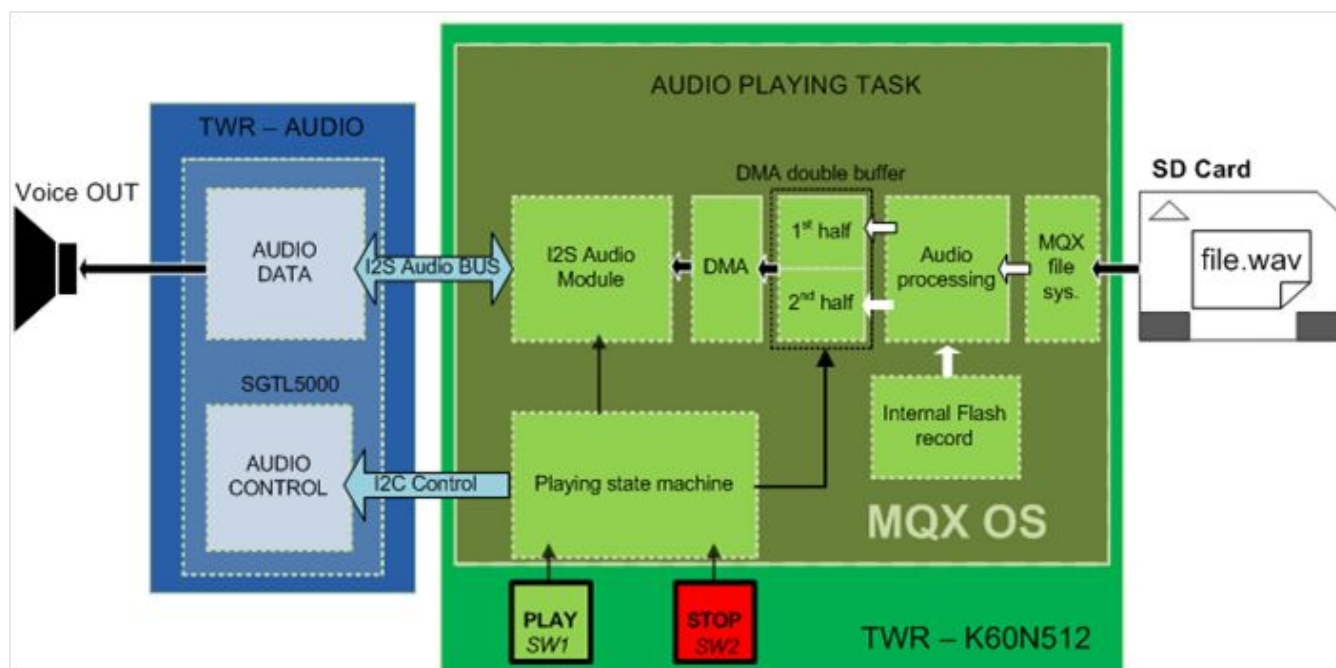 AUDIO PLAYING TASK
TWR – AUDIO
SD Card
DMA double buffer
Voice OUT
AUDIO
DATA
I2S Audio BUS
I2S Audio
Module
DMA
1st half
2nd half
Audio
processing
MQX
file
sys.
file.wav
SGTL5000
Internal Flash
record
AUDIO
CONTROL
I2C Control
Playing state machine
MQX OS
PLAY
SW1
STOP
SW2
TWR – K60N512